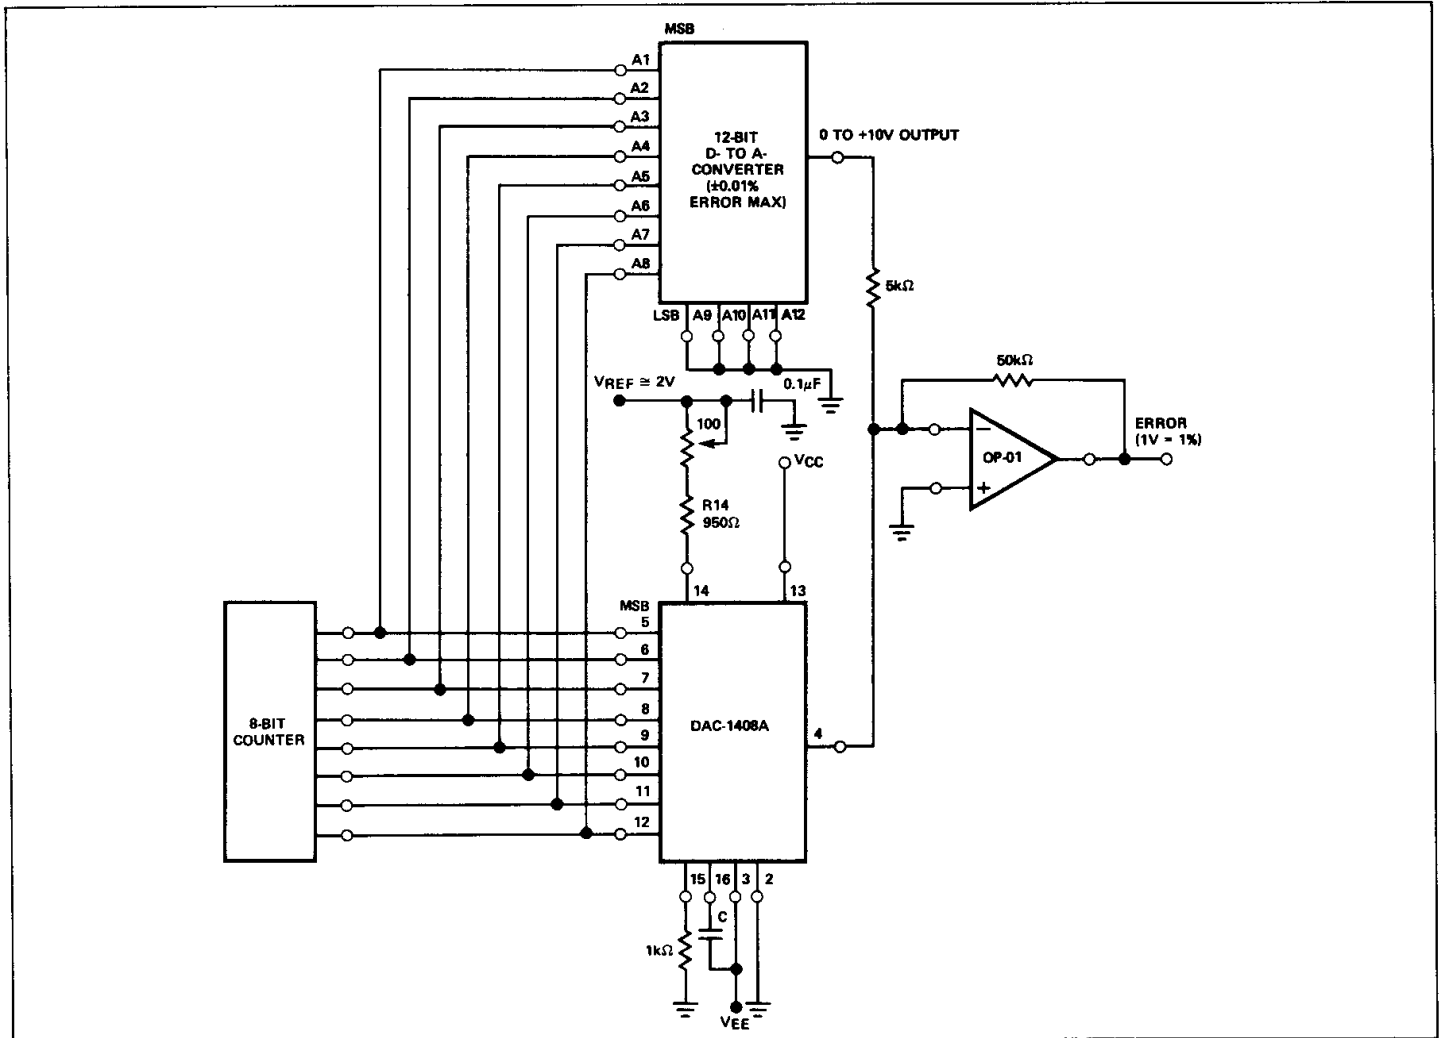 MSB
A1
A2
A3
A4
A5
A6
A7
A8
12-BIT
D- TO A-
CONVERTER
(±0.01%
ERROR MAX)
0 TO +10V OUTPUT
5kΩ
LSB A9 A10 A11 A12
VREF ≅ 2V
0.1μF
100
VCC
R14
950Ω
50kΩ
OP-01
−
+
ERROR
(1V = 1%)
14
13
MSB
5
6
7
8
9
10
11
12
8-BIT
COUNTER
DAC-1408A
4
15 16 3 2
C
1kΩ
VEE